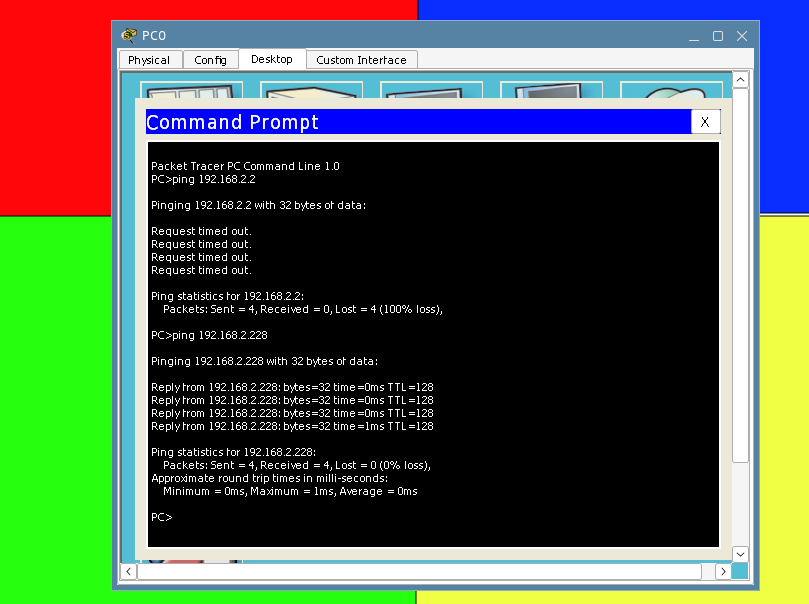 PC0
Physical Config Desktop Custom Interface
Command Prompt X
Packet Tracer PC Command Line 1.0
PC>ping 192.168.2.2
Pinging 192.168.2.2 with 32 bytes of data:
Request timed out.
Request timed out.
Request timed out.
Request timed out.
Ping statistics for 192.168.2.2:
Packets: Sent = 4, Received = 0, Lost = 4 (100% loss),
PC>ping 192.168.2.228
Pinging 192.168.2.228 with 32 bytes of data:
Reply from 192.168.2.228: bytes=32 time=0ms TTL=128
Reply from 192.168.2.228: bytes=32 time=0ms TTL=128
Reply from 192.168.2.228: bytes=32 time=0ms TTL=128
Reply from 192.168.2.228: bytes=32 time=1ms TTL=128
Ping statistics for 192.168.2.228:
Packets: Sent = 4, Received = 4, Lost = 0 (0% loss),
Approximate round trip times in milli-seconds:
Minimum = 0ms, Maximum = 1ms, Average = 0ms
PC>